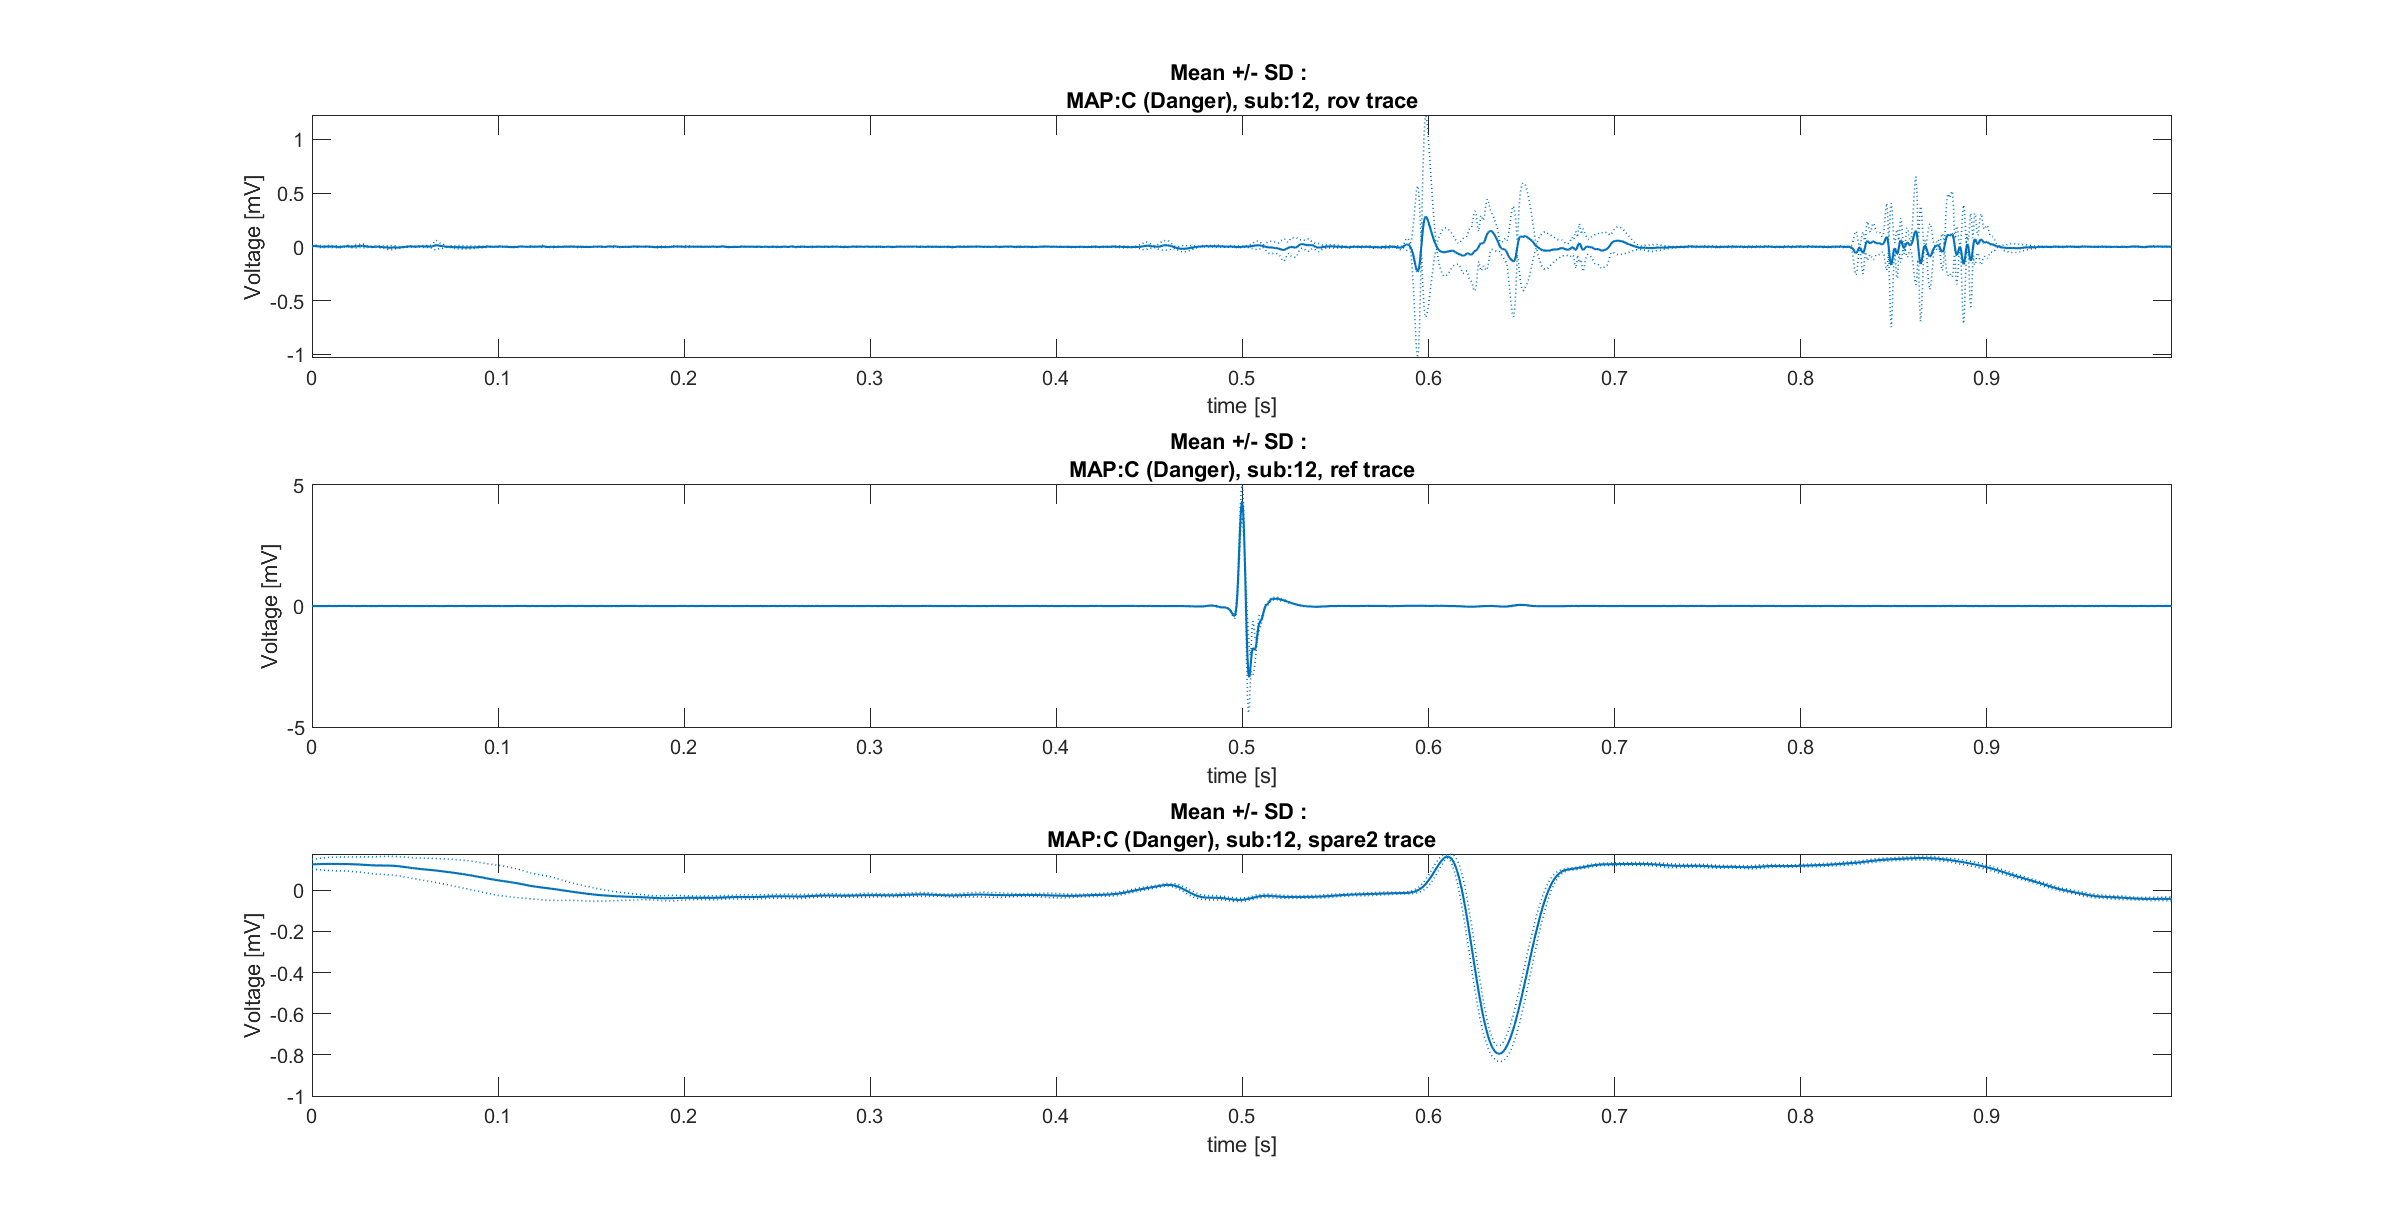 Mean +/- SD :
MAP:C (Danger), sub:12, rov trace
1
0.5
0
-0.5
-1
Voltage [mV]
0 0.1 0.2 0.3 0.4 0.5 0.6 0.7 0.8 0.9
time [s]
Mean +/- SD :
MAP:C (Danger), sub:12, ref trace
5
0
-5
Voltage [mV]
0 0.1 0.2 0.3 0.4 0.5 0.6 0.7 0.8 0.9
time [s]
Mean +/- SD :
MAP:C (Danger), sub:12, spare2 trace
0
-0.2
-0.4
-0.6
-0.8
-1
Voltage [mV]
0 0.1 0.2 0.3 0.4 0.5 0.6 0.7 0.8 0.9
time [s]